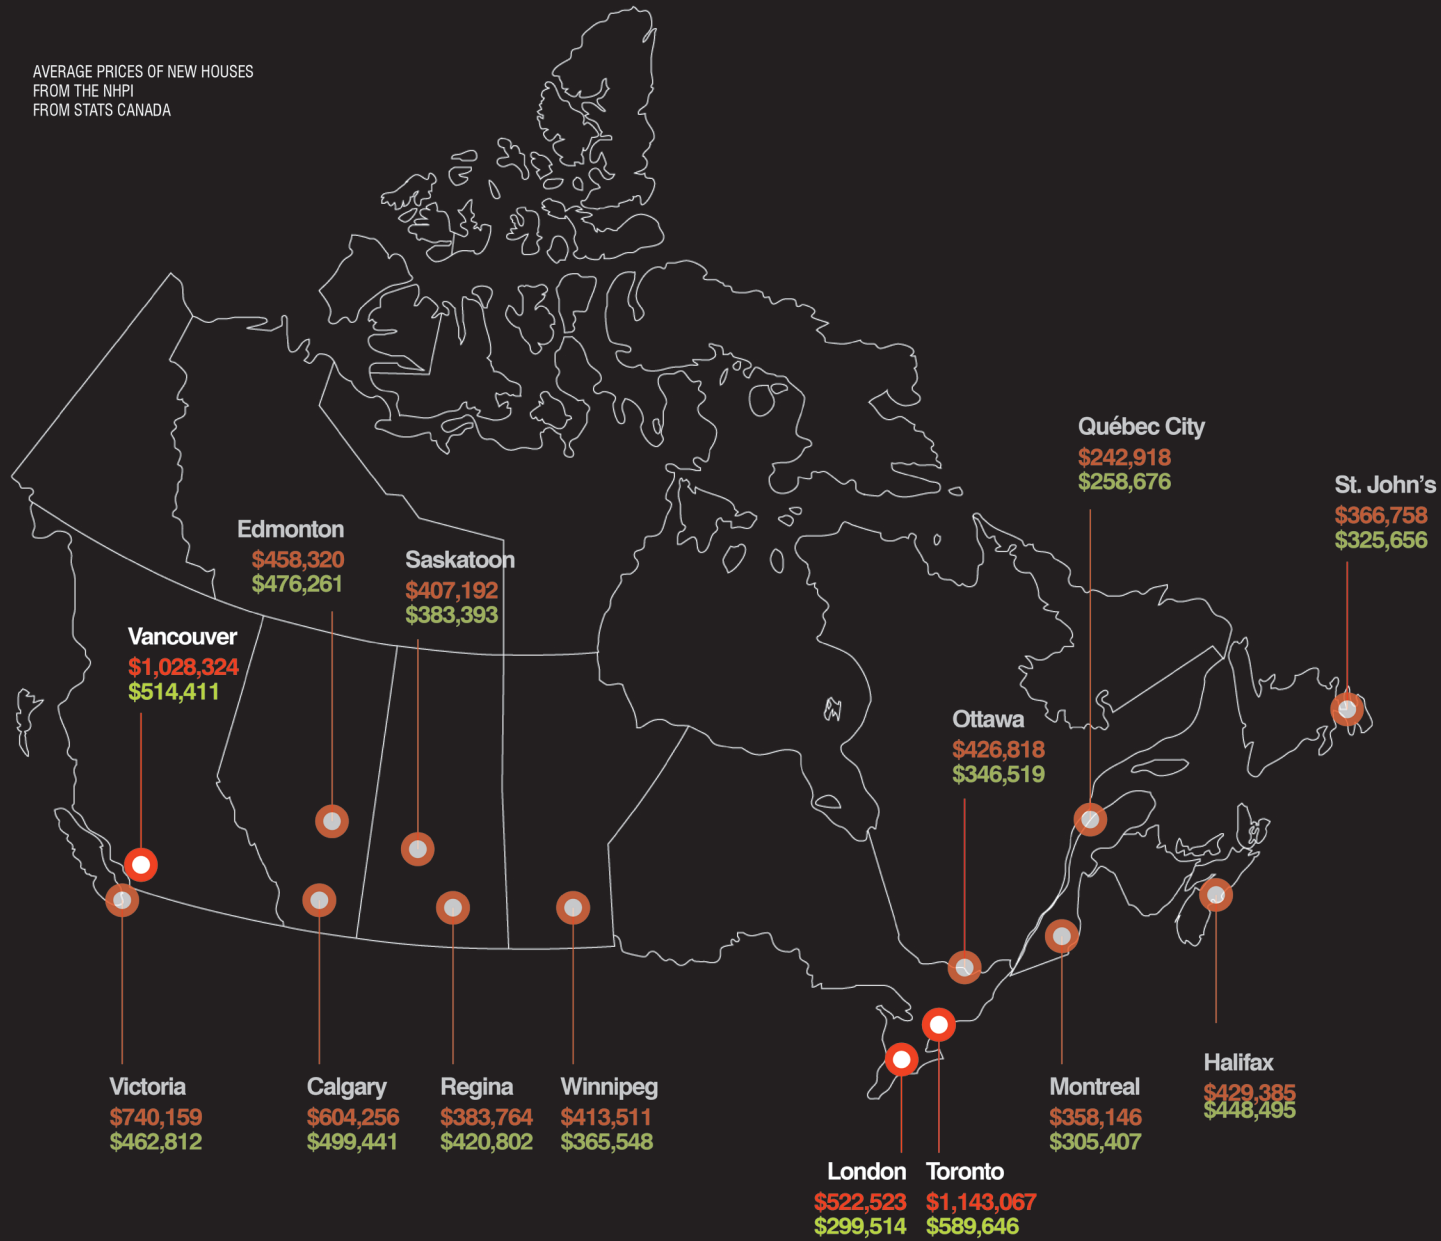 AVERAGE PRICES OF NEW HOUSES
FROM THE NHPI
FROM STATS CANADA
Québec City
$242,918
$258,676
St. John’s
$366,758
$325,656
Edmonton
$458,320
$476,261
Saskatoon
$407,192
$383,393
Vancouver
$1,028,324
$514,411
Ottawa
$426,818
$346,519
Victoria
$740,159
$462,812
Calgary
$604,256
$499,441
Regina
$383,764
$420,802
Winnipeg
$413,511
$365,548
Montreal
$358,146
$305,407
Halifax
$429,385
$448,495
London
$522,523
$299,514
Toronto
$1,143,067
$589,646